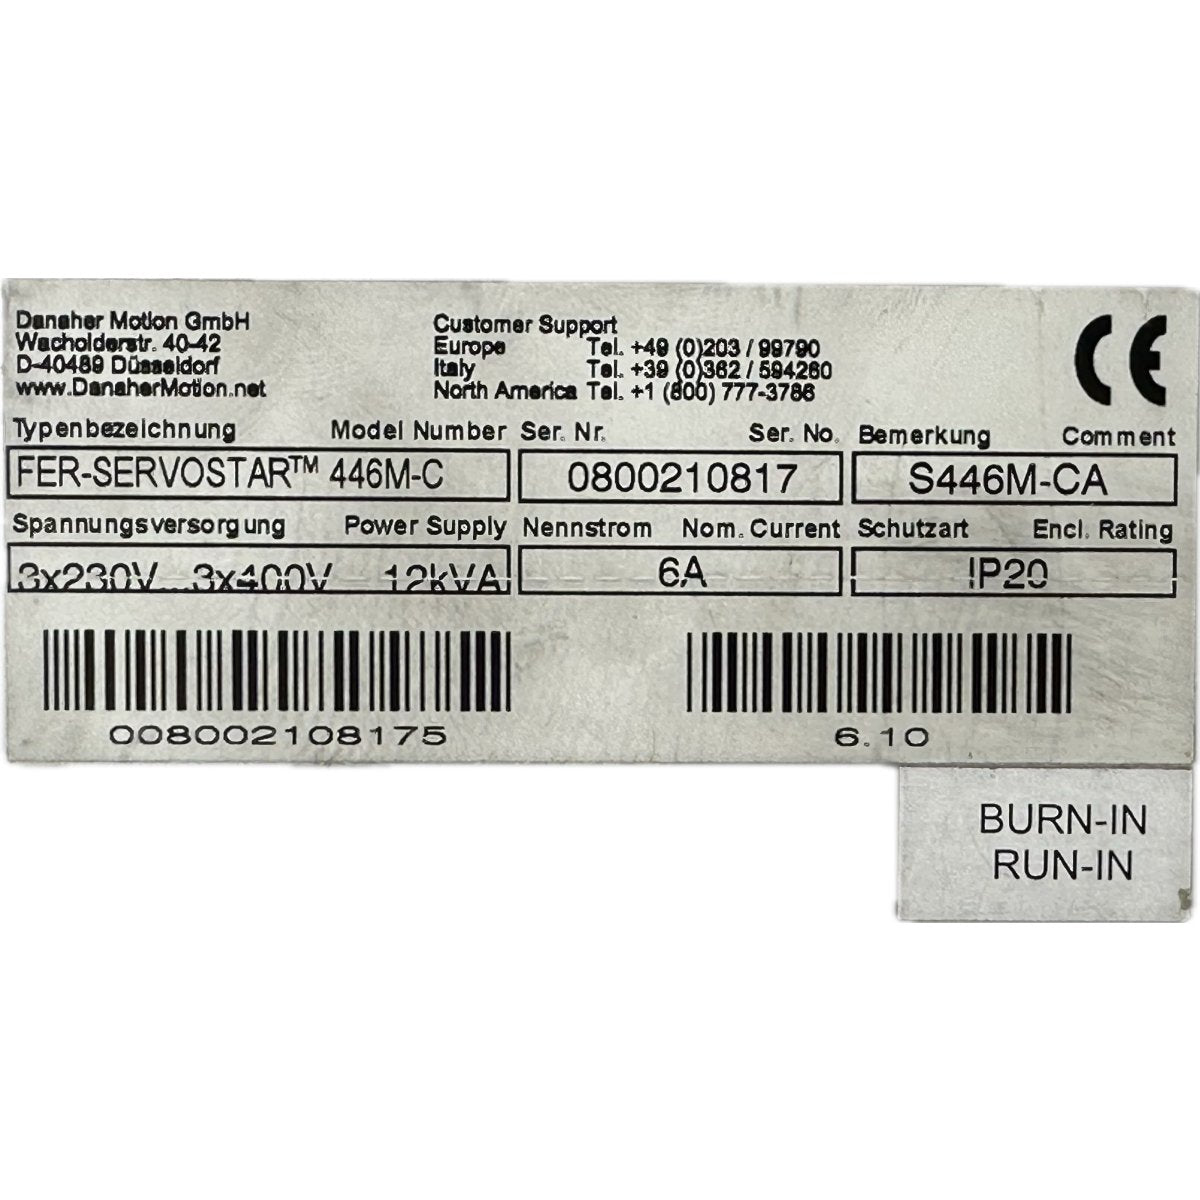 Danaher Motion GmbH
Wacholderstr. 40-42
D-40489 Düsseldorf
www.DanaherMotion.net
Customer Support
Europe Tel. +49 (0)203 / 99790
Italy Tel. +39 (0)362 / 594260
North America Tel. +1 (800) 777-3786
CE
Typenbezeichnung Model Number Ser. Nr. Ser. No. Bemerkung Comment
FER-SERVOSTAR™ 446M-C 0800210817 S446M-CA
Spannungsversorgung Power Supply Nennstrom Nom. Current Schutzart Encl. Rating
3x230V...3x400V 12kVA 6A IP20
008002108175 6.10
BURN-IN
RUN-IN